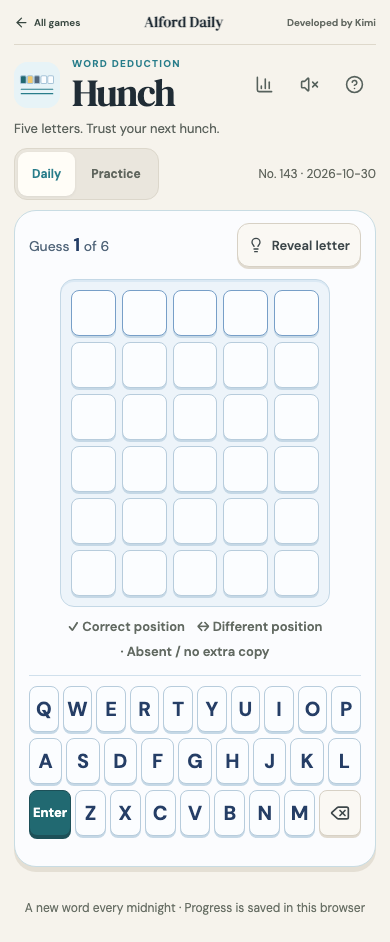 All games
Alford Daily
Developed by Kimi
WORD DEDUCTION
Hunch
Five letters. Trust your next hunch.
Daily
Practice
No. 143 · 2026-10-30
Guess 1 of 6
Reveal letter
✓ Correct position ↔ Different position
· Absent / no extra copy
Q W E R T Y U I O P
A S D F G H J K L
Enter Z X C V B N M
A new word every midnight · Progress is saved in this browser